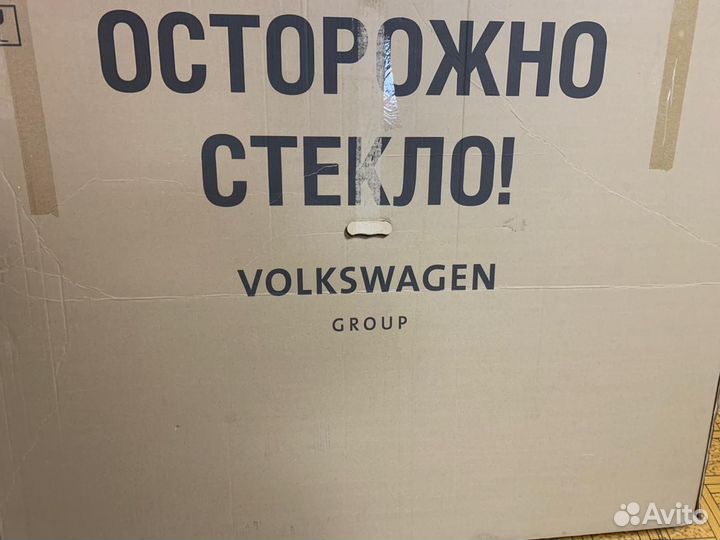 ОСТОРОЖНО
СТЕКЛО!
VOLKSWAGEN
GROUP
Avito